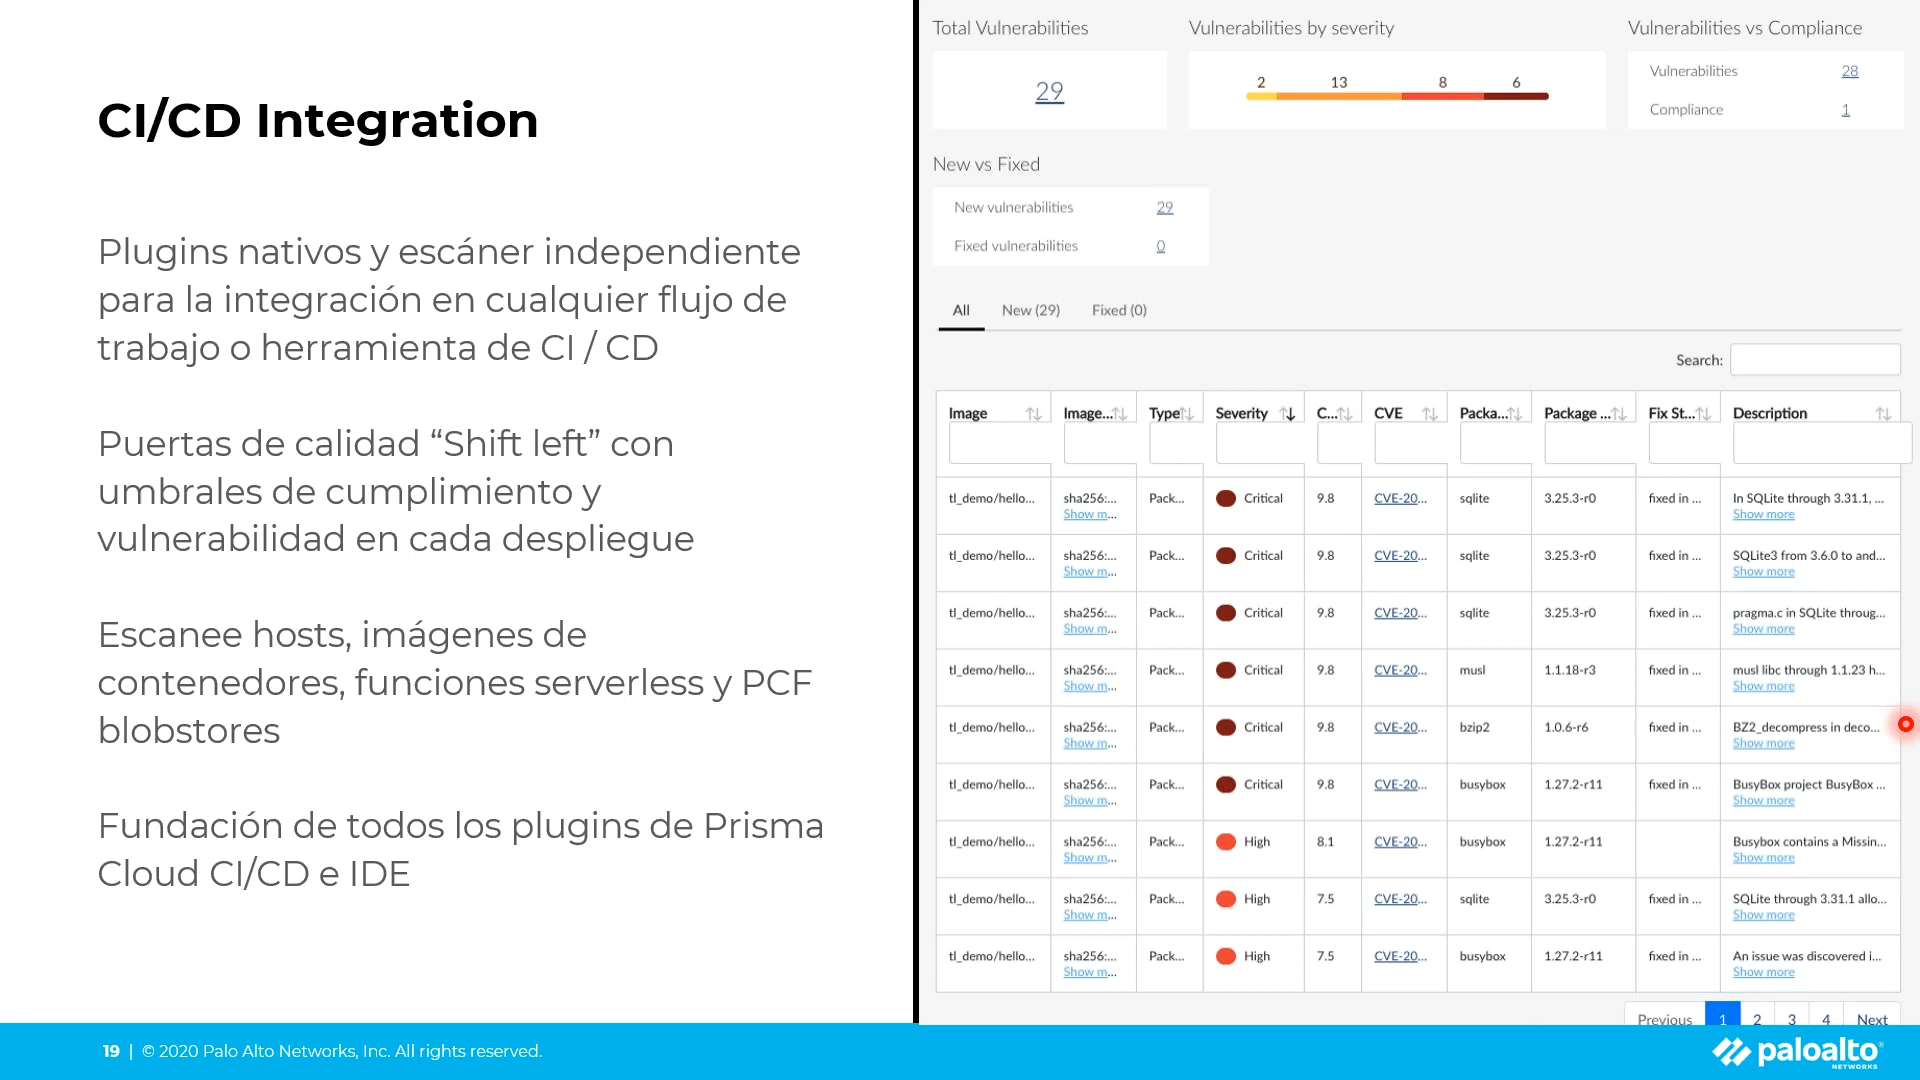 CI/CD Integration
Plugins nativos y escáner independiente
para la integración en cualquier flujo de
trabajo o herramienta de CI / CD
Puertas de calidad “Shift left” con
umbrales de cumplimiento y
vulnerabilidad en cada despliegue
Escanee hosts, imágenes de
contenedores, funciones serverless y PCF
blobstores
Fundación de todos los plugins de Prisma
Cloud CI/CD e IDE
Total Vulnerabilities
29
Vulnerabilities by severity
2 13 8 6
Vulnerabilities vs Compliance
Vulnerabilities 28
Compliance 1
New vs Fixed
New vulnerabilities 29
Fixed vulnerabilities 0
All New (29) Fixed (0)
Search:
Image Image... Type Severity C... CVE Packa... Package ... Fix St... Description
tl_demo/hello... sha256:... Pack... Critical 9.8 CVE-20... sqlite 3.25.3-r0 fixed in ... In SQLite through 3.31.1, ...
Show m... Show more
tl_demo/hello... sha256:... Pack... Critical 9.8 CVE-20... sqlite 3.25.3-r0 fixed in ... SQLite3 from 3.6.0 to and...
Show m... Show more
tl_demo/hello... sha256:... Pack... Critical 9.8 CVE-20... sqlite 3.25.3-r0 fixed in ... pragma.c in SQLite throug...
Show m... Show more
tl_demo/hello... sha256:... Pack... Critical 9.8 CVE-20... musl 1.1.18-r3 fixed in ... musl libc through 1.1.23 h...
Show m... Show more
tl_demo/hello... sha256:... Pack... Critical 9.8 CVE-20... bzip2 1.0.6-r6 fixed in ... BZ2_decompress in deco...
Show m... Show more
tl_demo/hello... sha256:... Pack... Critical 9.8 CVE-20... busybox 1.27.2-r11 fixed in ... BusyBox project BusyBox ...
Show m... Show more
tl_demo/hello... sha256:... Pack... High 8.1 CVE-20... busybox 1.27.2-r11 Busybox contains a Missin...
Show m... Show more
tl_demo/hello... sha256:... Pack... High 7.5 CVE-20... sqlite 3.25.3-r0 fixed in ... SQLite through 3.31.1 allo...
Show m... Show more
tl_demo/hello... sha256:... Pack... High 7.5 CVE-20... busybox 1.27.2-r11 fixed in ... An issue was discovered i...
Show m... Show more
Previous 1 2 3 4 Next
19 | © 2020 Palo Alto Networks, Inc. All rights reserved.
paloalto®
NETWORKS